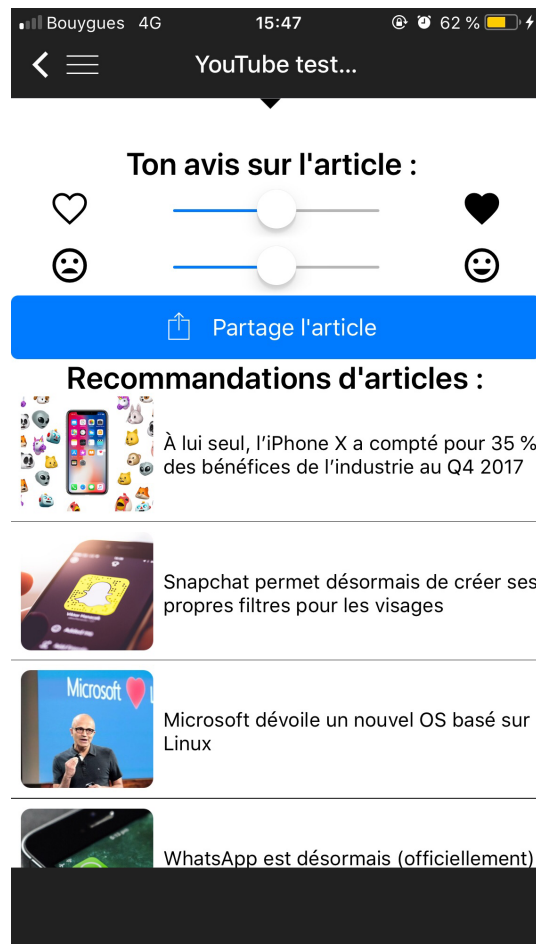 Bouygues 4G 15:47 62 %
YouTube test...
Ton avis sur l'article :
Partage l'article
Recommandations d'articles :
À lui seul, l'iPhone X a compté pour 35 %
des bénéfices de l'industrie au Q4 2017
Snapchat permet désormais de créer ses
propres filtres pour les visages
Microsoft
Microsoft dévoile un nouvel OS basé sur
Linux
WhatsApp est désormais (officiellement)